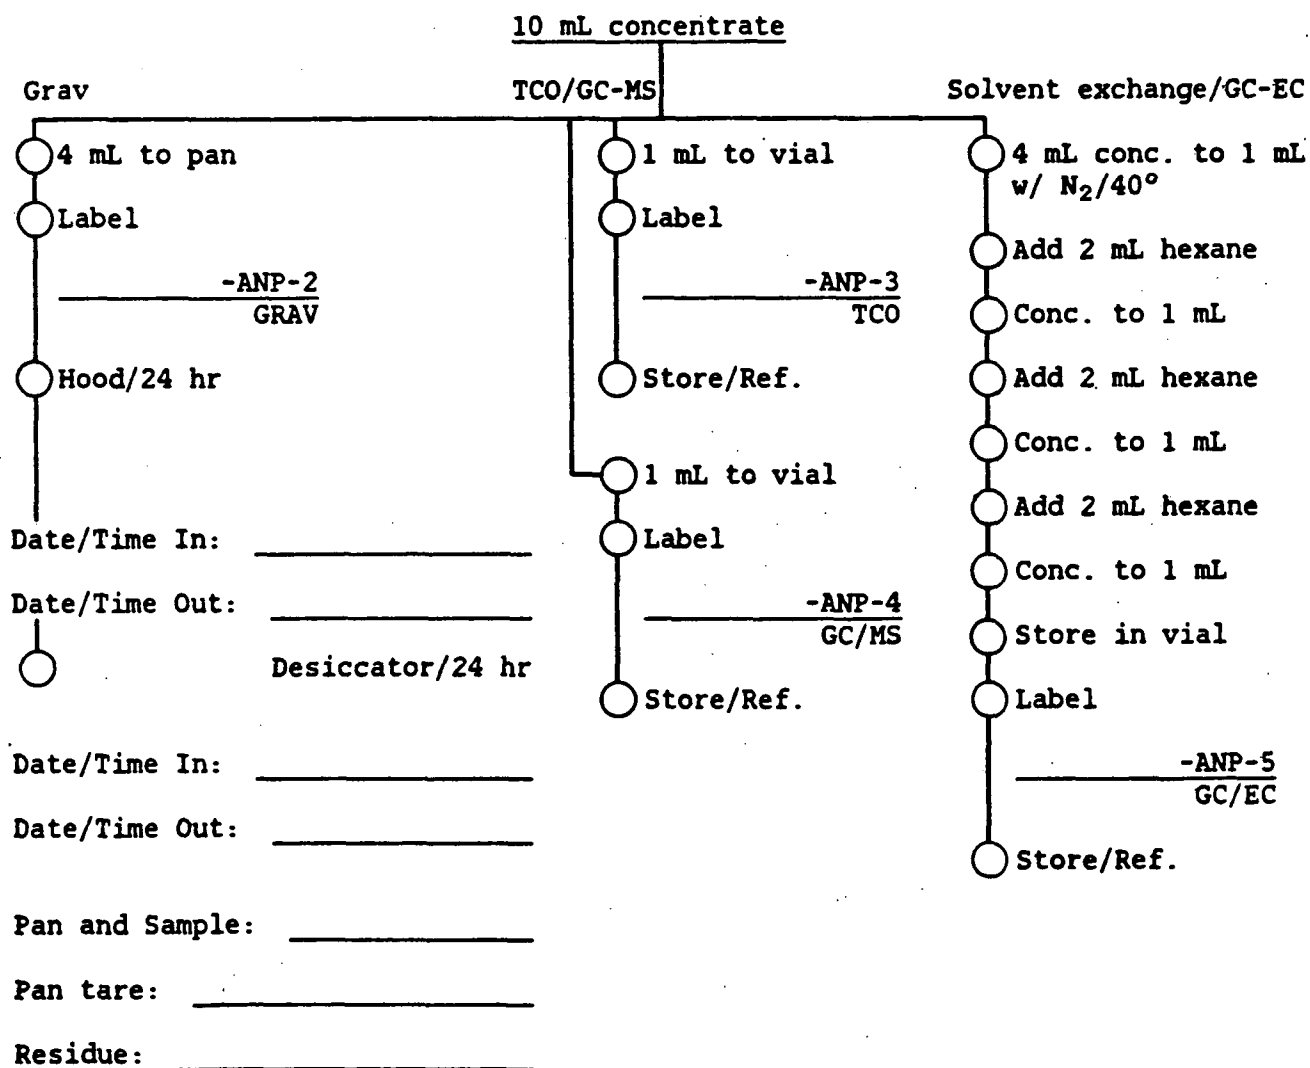 10 mL concentrate
Grav
4 mL to pan
Label
-ANP-2
GRAV
Hood/24 hr
Date/Time In:
Date/Time Out:
Desiccator/24 hr
Date/Time In:
Date/Time Out:
Pan and Sample:
Pan tare:
Residue:
TCO/GC-MS
1 mL to vial
Label
-ANP-3
TCO
Store/Ref.
1 mL to vial
Label
-ANP-4
GC/MS
Store/Ref.
Solvent exchange/GC-EC
4 mL conc. to 1 mL
w/ N₂/40°
Add 2 mL hexane
Conc. to 1 mL
Add 2 mL hexane
Conc. to 1 mL
Add 2 mL hexane
Conc. to 1 mL
Store in vial
Label
-ANP-5
GC/EC
Store/Ref.